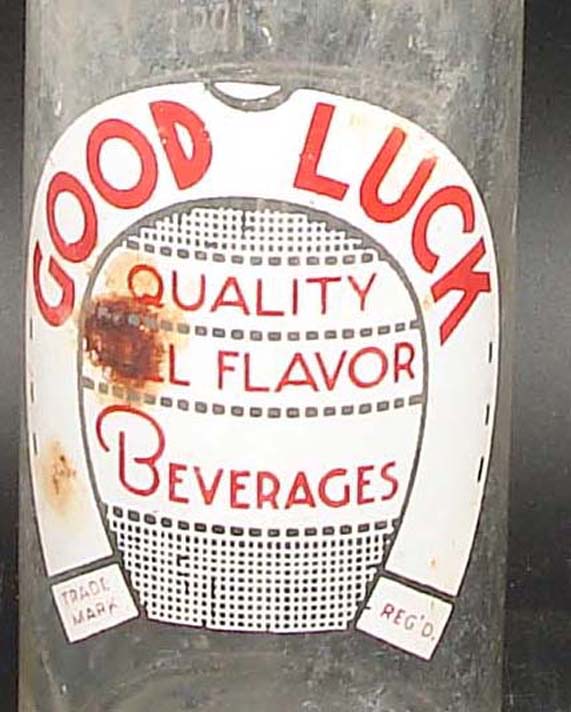 GOOD LUCK
QUALITY
FLAVOR
BEVERAGES
TRADE
MARK
REG'D.